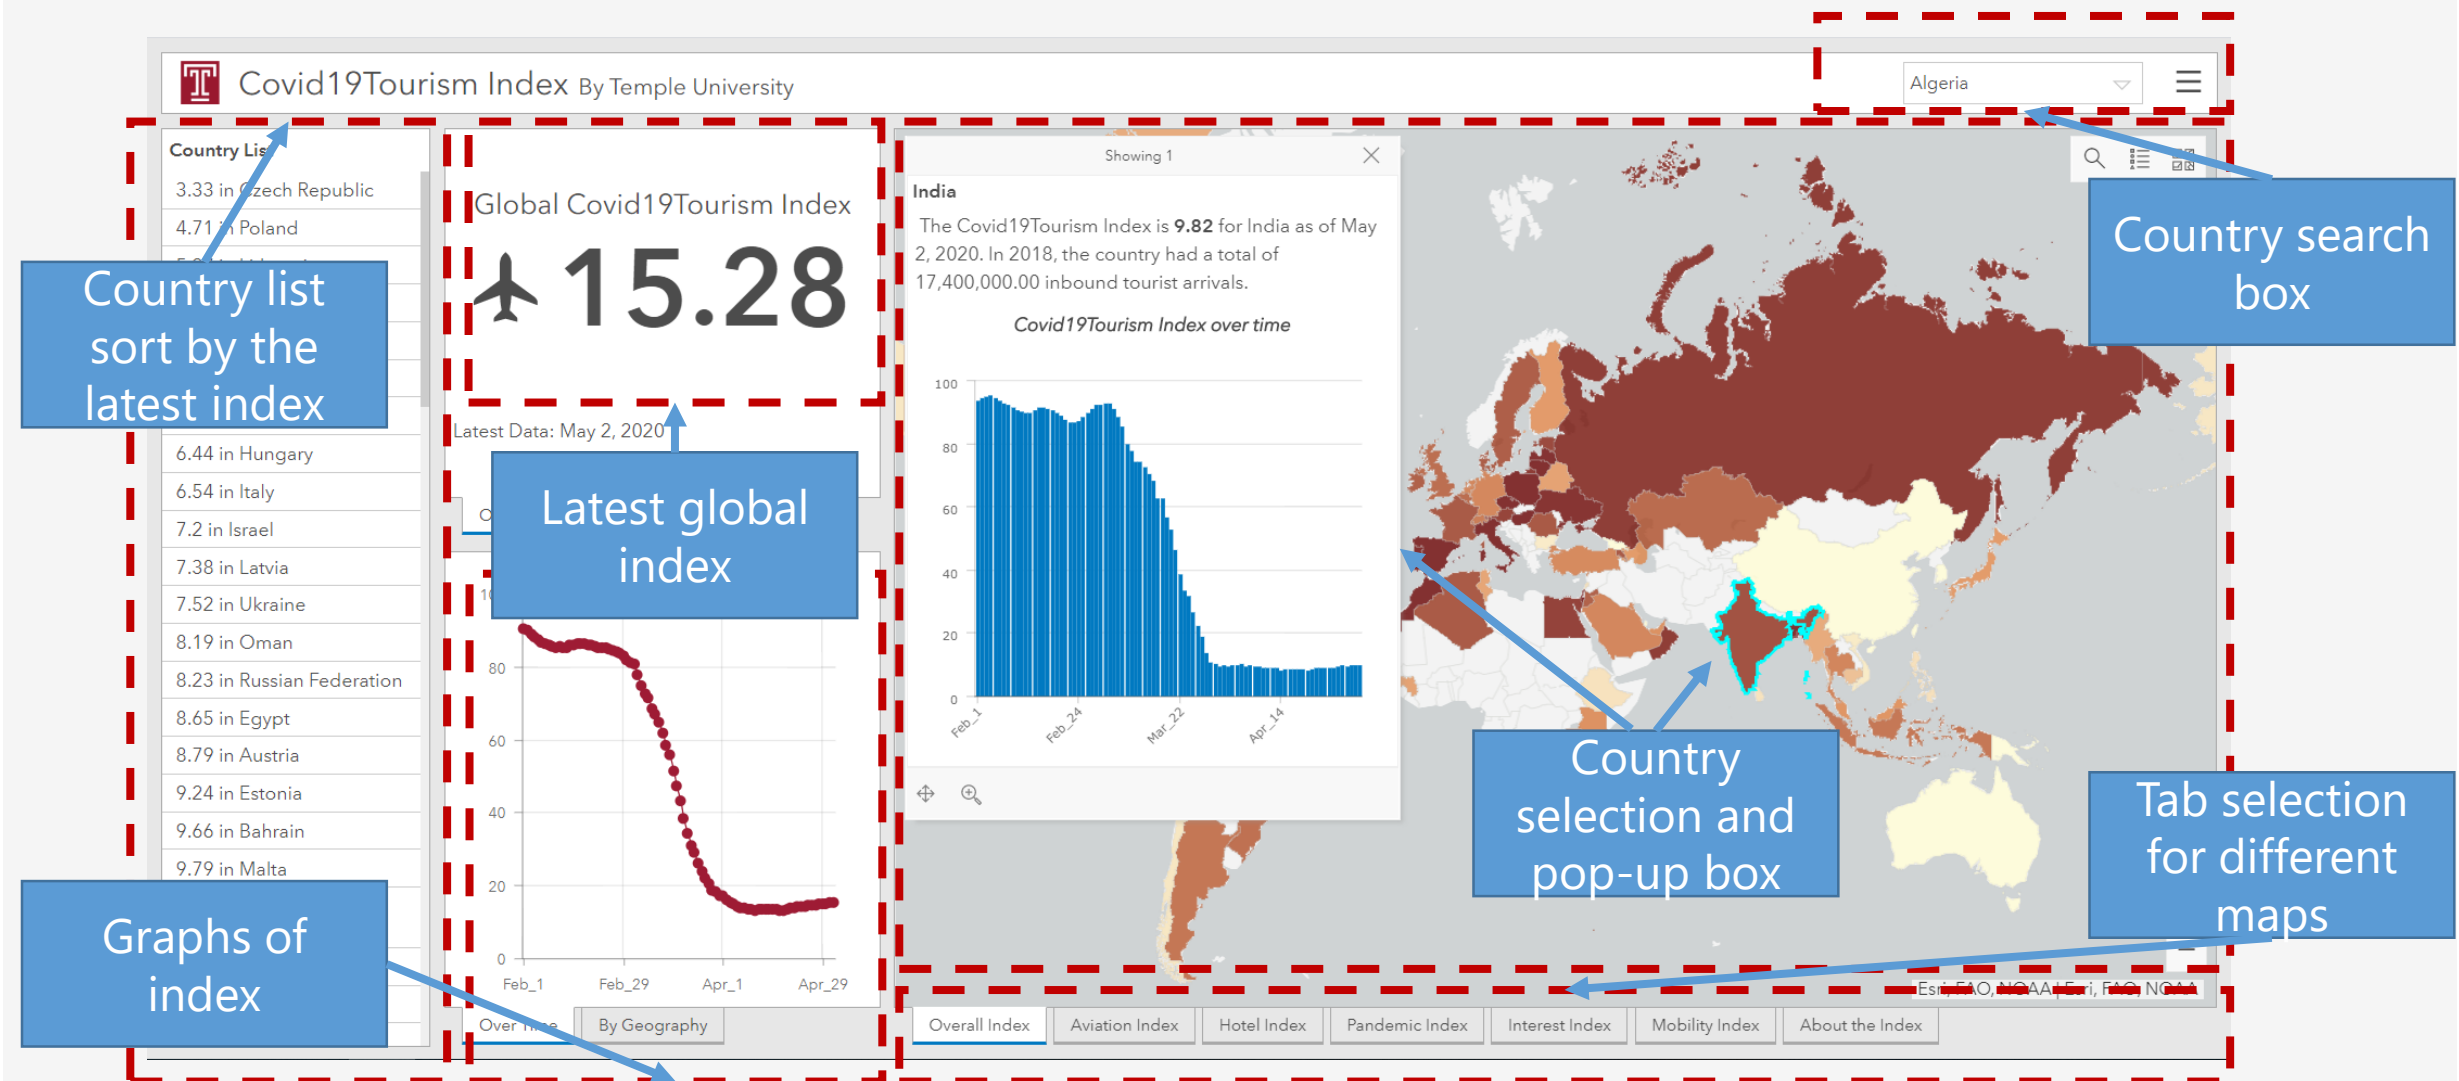 Covid19Tourism Index By Temple University
Algeria
Country search
box
Country Lis
3.33 in Czech Republic
4.71 in Poland
Country list
sort by the
latest index
6.44 in Hungary
6.54 in Italy
7.2 in Israel
7.38 in Latvia
7.52 in Ukraine
8.19 in Oman
8.23 in Russian Federation
8.65 in Egypt
8.79 in Austria
9.24 in Estonia
9.66 in Bahrain
9.79 in Malta
Graphs of
index
Global Covid19Tourism Index
15.28
Latest Data: May 2, 2020
Latest global
index
80
60
40
20
0
Feb_1
Feb_29
Apr_1
Apr_29
Over Time
By Geography
Showing 1
India
The Covid19Tourism Index is 9.82 for India as of May
2, 2020. In 2018, the country had a total of
17,400,000.00 inbound tourist arrivals.
Covid19Tourism Index over time
100
80
60
40
20
0
Feb_1
Feb_24
Mar_22
Apr_14
Country
selection and
pop-up box
Tab selection
for different
maps
Esri, FAO, NOAA | Esri, FAO, NOAA
Overall Index
Aviation Index
Hotel Index
Pandemic Index
Interest Index
Mobility Index
About the Index